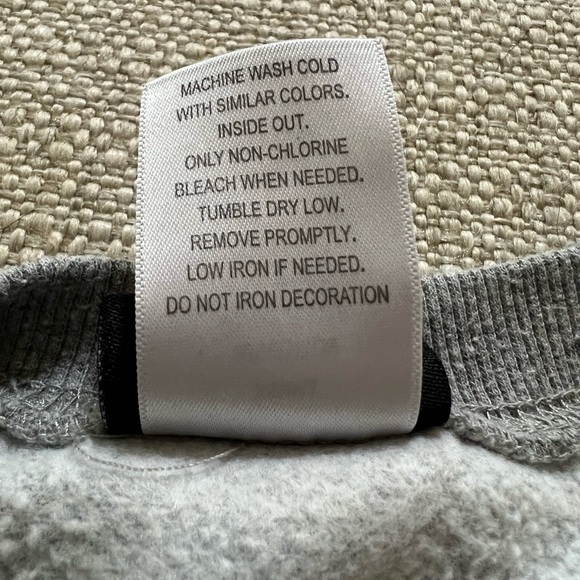 MACHINE WASH COLD
WITH SIMILAR COLORS.
INSIDE OUT.
ONLY NON-CHLORINE
BLEACH WHEN NEEDED.
TUMBLE DRY LOW.
REMOVE PROMPTLY.
LOW IRON IF NEEDED.
DO NOT IRON DECORATION